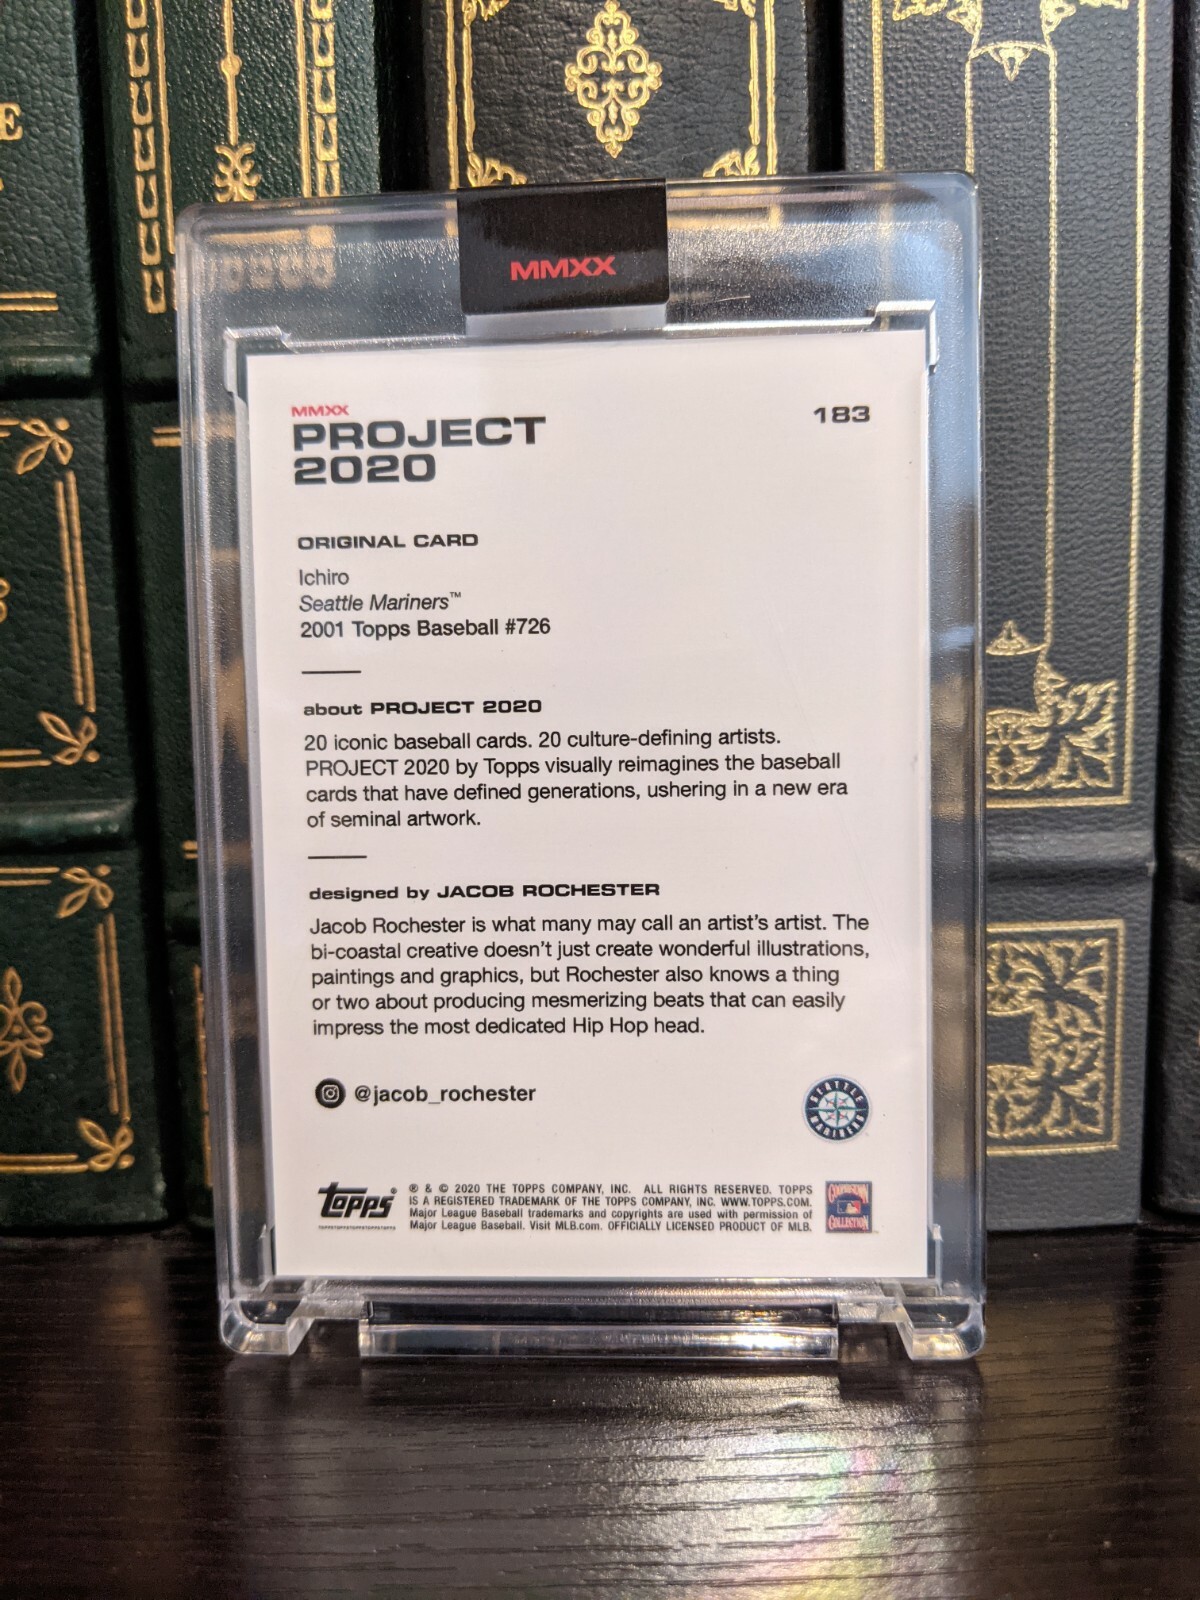 E
MMXX
MMXX
PROJECT
2020
183
ORIGINAL CARD
Ichiro
Seattle Mariners™
2001 Topps Baseball #726
about PROJECT 2020
20 iconic baseball cards. 20 culture-defining artists.
PROJECT 2020 by Topps visually reimagines the baseball
cards that have defined generations, ushering in a new era
of seminal artwork.
designed by JACOB ROCHESTER
Jacob Rochester is what many may call an artist's artist. The
bi-coastal creative doesn't just create wonderful illustrations,
paintings and graphics, but Rochester also knows a thing
or two about producing mesmerizing beats that can easily
impress the most dedicated Hip Hop head.
@jacob_rochester
SEATTLE
MARINERS
topps®
® & © 2020 THE TOPPS COMPANY, INC. ALL RIGHTS RESERVED. TOPPS
IS A REGISTERED TRADEMARK OF THE TOPPS COMPANY, INC. WWW.TOPPS.COM.
Major League Baseball trademarks and copyrights are used with permission of
Major League Baseball. Visit MLB.com. OFFICIALLY LICENSED PRODUCT OF MLB.
COOPERSTOWN
COLLECTION